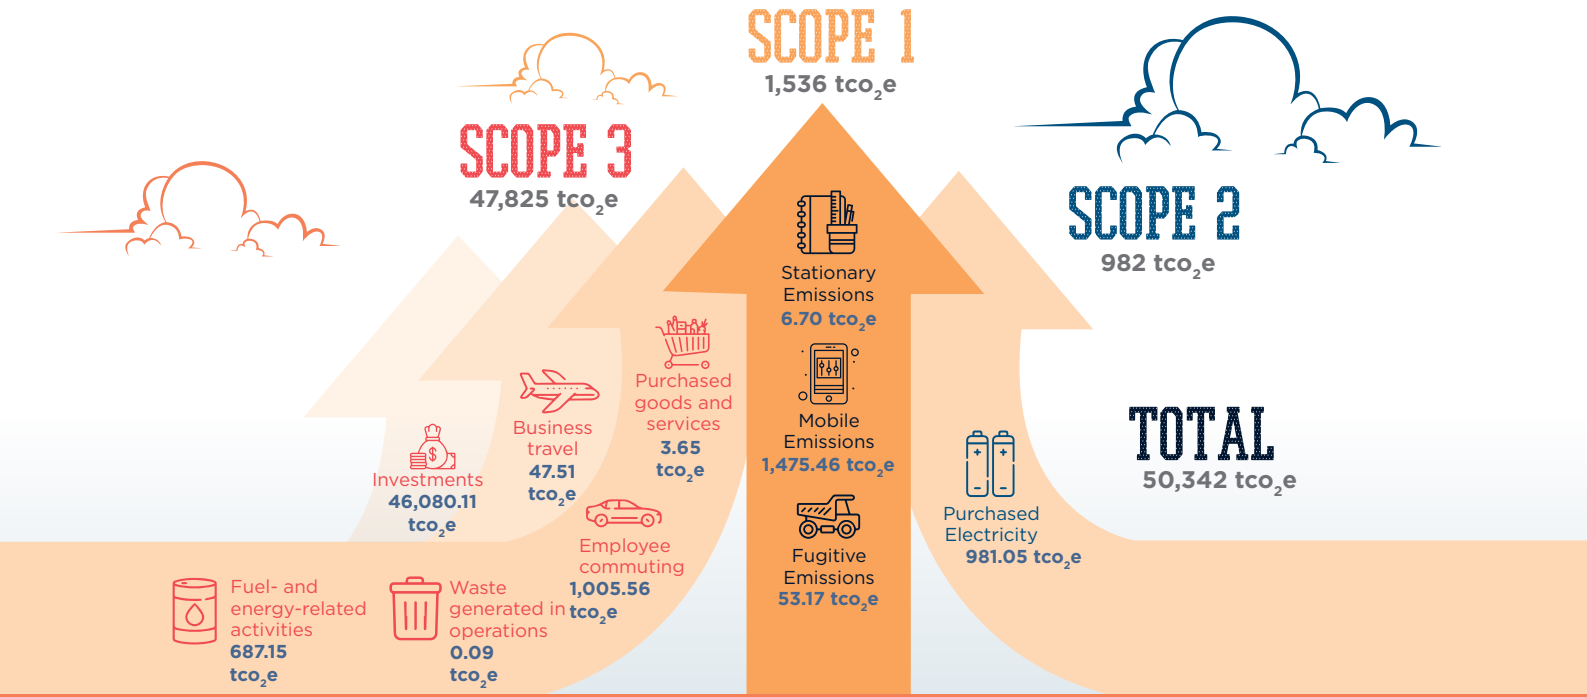 SCOPE 1
1,536 tco2e
SCOPE 3
47,825 tco2e
SCOPE 2
982 tco2e
Stationary
Emissions
6.70 tco2e
Mobile
Emissions
1,475.46 tco2e
Fugitive
Emissions
53.17 tco2e
Purchased
goods and
services
3.65
tco2e
Business
travel
47.51
tco2e
Investments
46,080.11
tco2e
Employee
commuting
1,005.56
tco2e
Fuel- and
energy-related
activities
687.15
tco2e
Waste
generated in
operations
0.09
tco2e
Purchased
Electricity
981.05 tco2e
TOTAL
50,342 tco2e
$